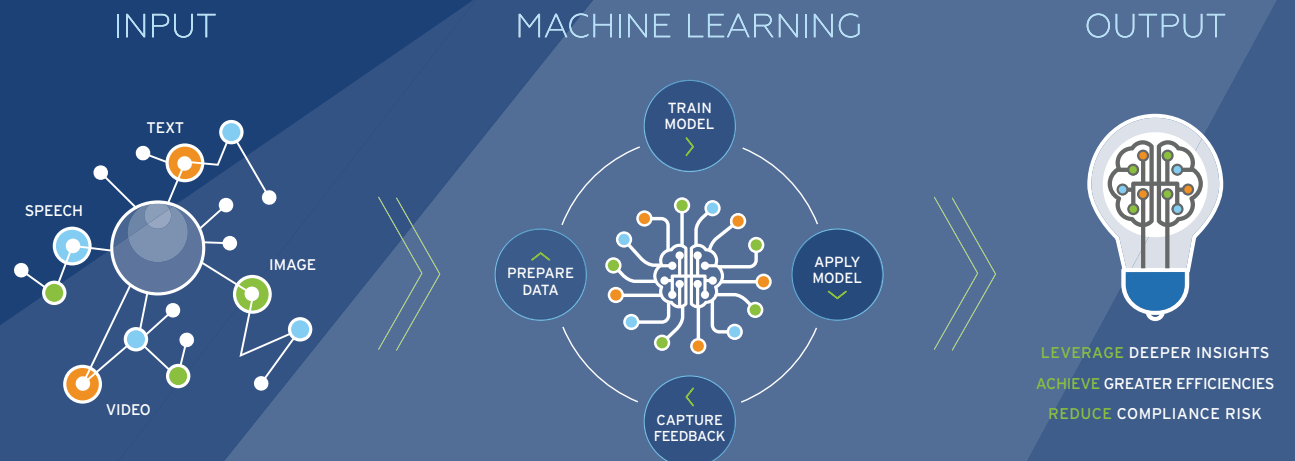 INPUT
TEXT
SPEECH
IMAGE
VIDEO
MACHINE LEARNING
TRAIN
MODEL
APPLY
MODEL
CAPTURE
FEEDBACK
PREPARE
DATA
OUTPUT
LEVERAGE DEEPER INSIGHTS
ACHIEVE GREATER EFFICIENCIES
REDUCE COMPLIANCE RISK